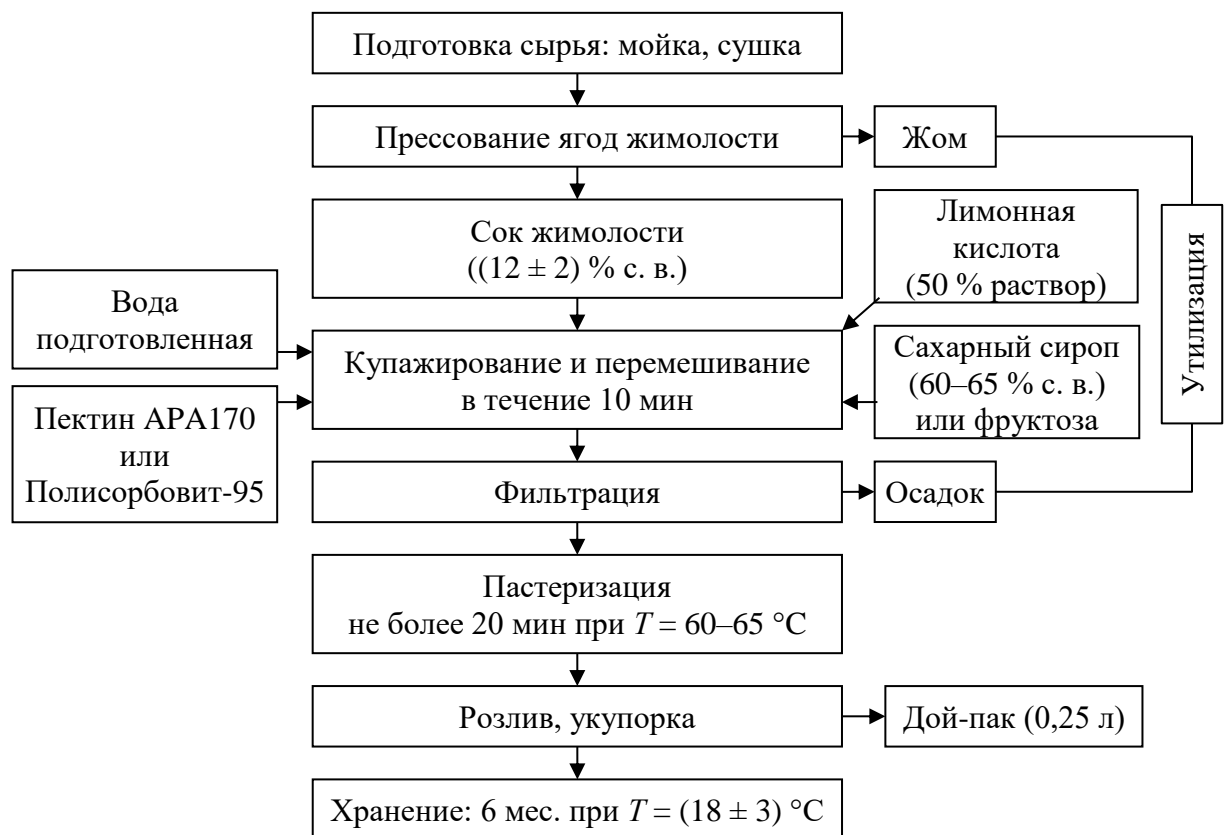 Подготовка сырья: мойка, сушка
Прессование ягод жимолости
Жом
Сок жимолости
((12 ± 2) % с. в.)
Лимонная
кислота
(50 % раствор)
Утилизация
Вода
подготовленная
Купажирование и перемешивание
в течение 10 мин
Сахарный сироп
(60–65 % с. в.)
или фруктоза
Пектин АРА170
или
Полисорбовит-95
Фильтрация
Осадок
Пастеризация
не более 20 мин при T = 60–65 °С
Розлив, укупорка
Дой-пак (0,25 л)
Хранение: 6 мес. при T = (18 ± 3) °С